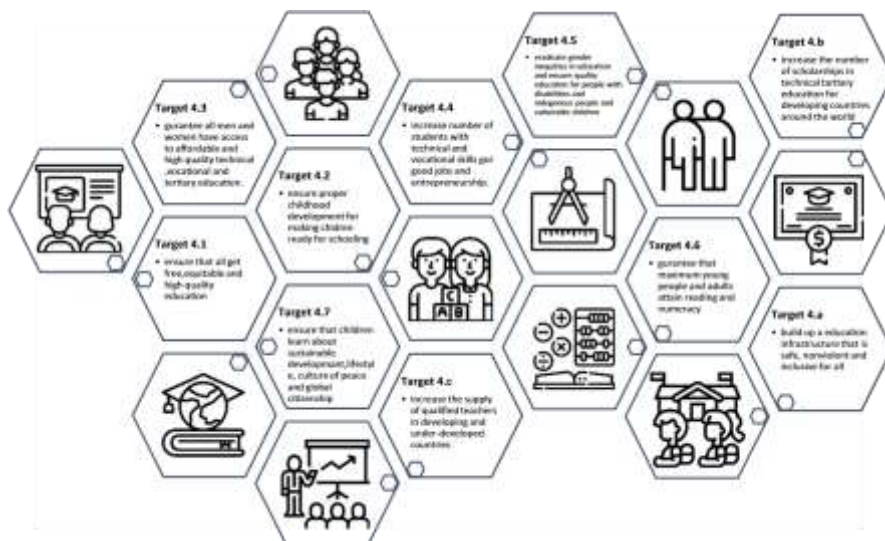 Target 4.3
• gurantee all men and
women have access
to affordable and
high quality technical
,vocational and
tertiary education.
Target 4.1
• ensure that all get
free,equitable and
high quality
education
Target 4.2
• ensure proper
childhood
development for
making children
ready for schooling
Target 4.7
• ensure that children
learn about
sustainable
development,lifestyl
e, culture of peace
and global
citizenship
Target 4.4
• increase number of
students with
technical and
vocational skills
good jobs and
entrepreneurship.
Target 4.c
• increase the supply
of qualified teachers
in developing and
under-developed
countries
Target 4.5
• eradicate gender
inequities in education
and ensure quality
education for people with
disabilities and
indigenous people and
vulnerable children
Target 4.6
• gurantee that
maximum young
people and adults
attain reading and
numeracy
Target 4.b
• increase the number
of scholarships in
technical tertiary
education for
developing countries
around the world
Target 4.a
• build up a education
infrastructure that is
safe, nonviolent and
inclusive for all
C
A B
$